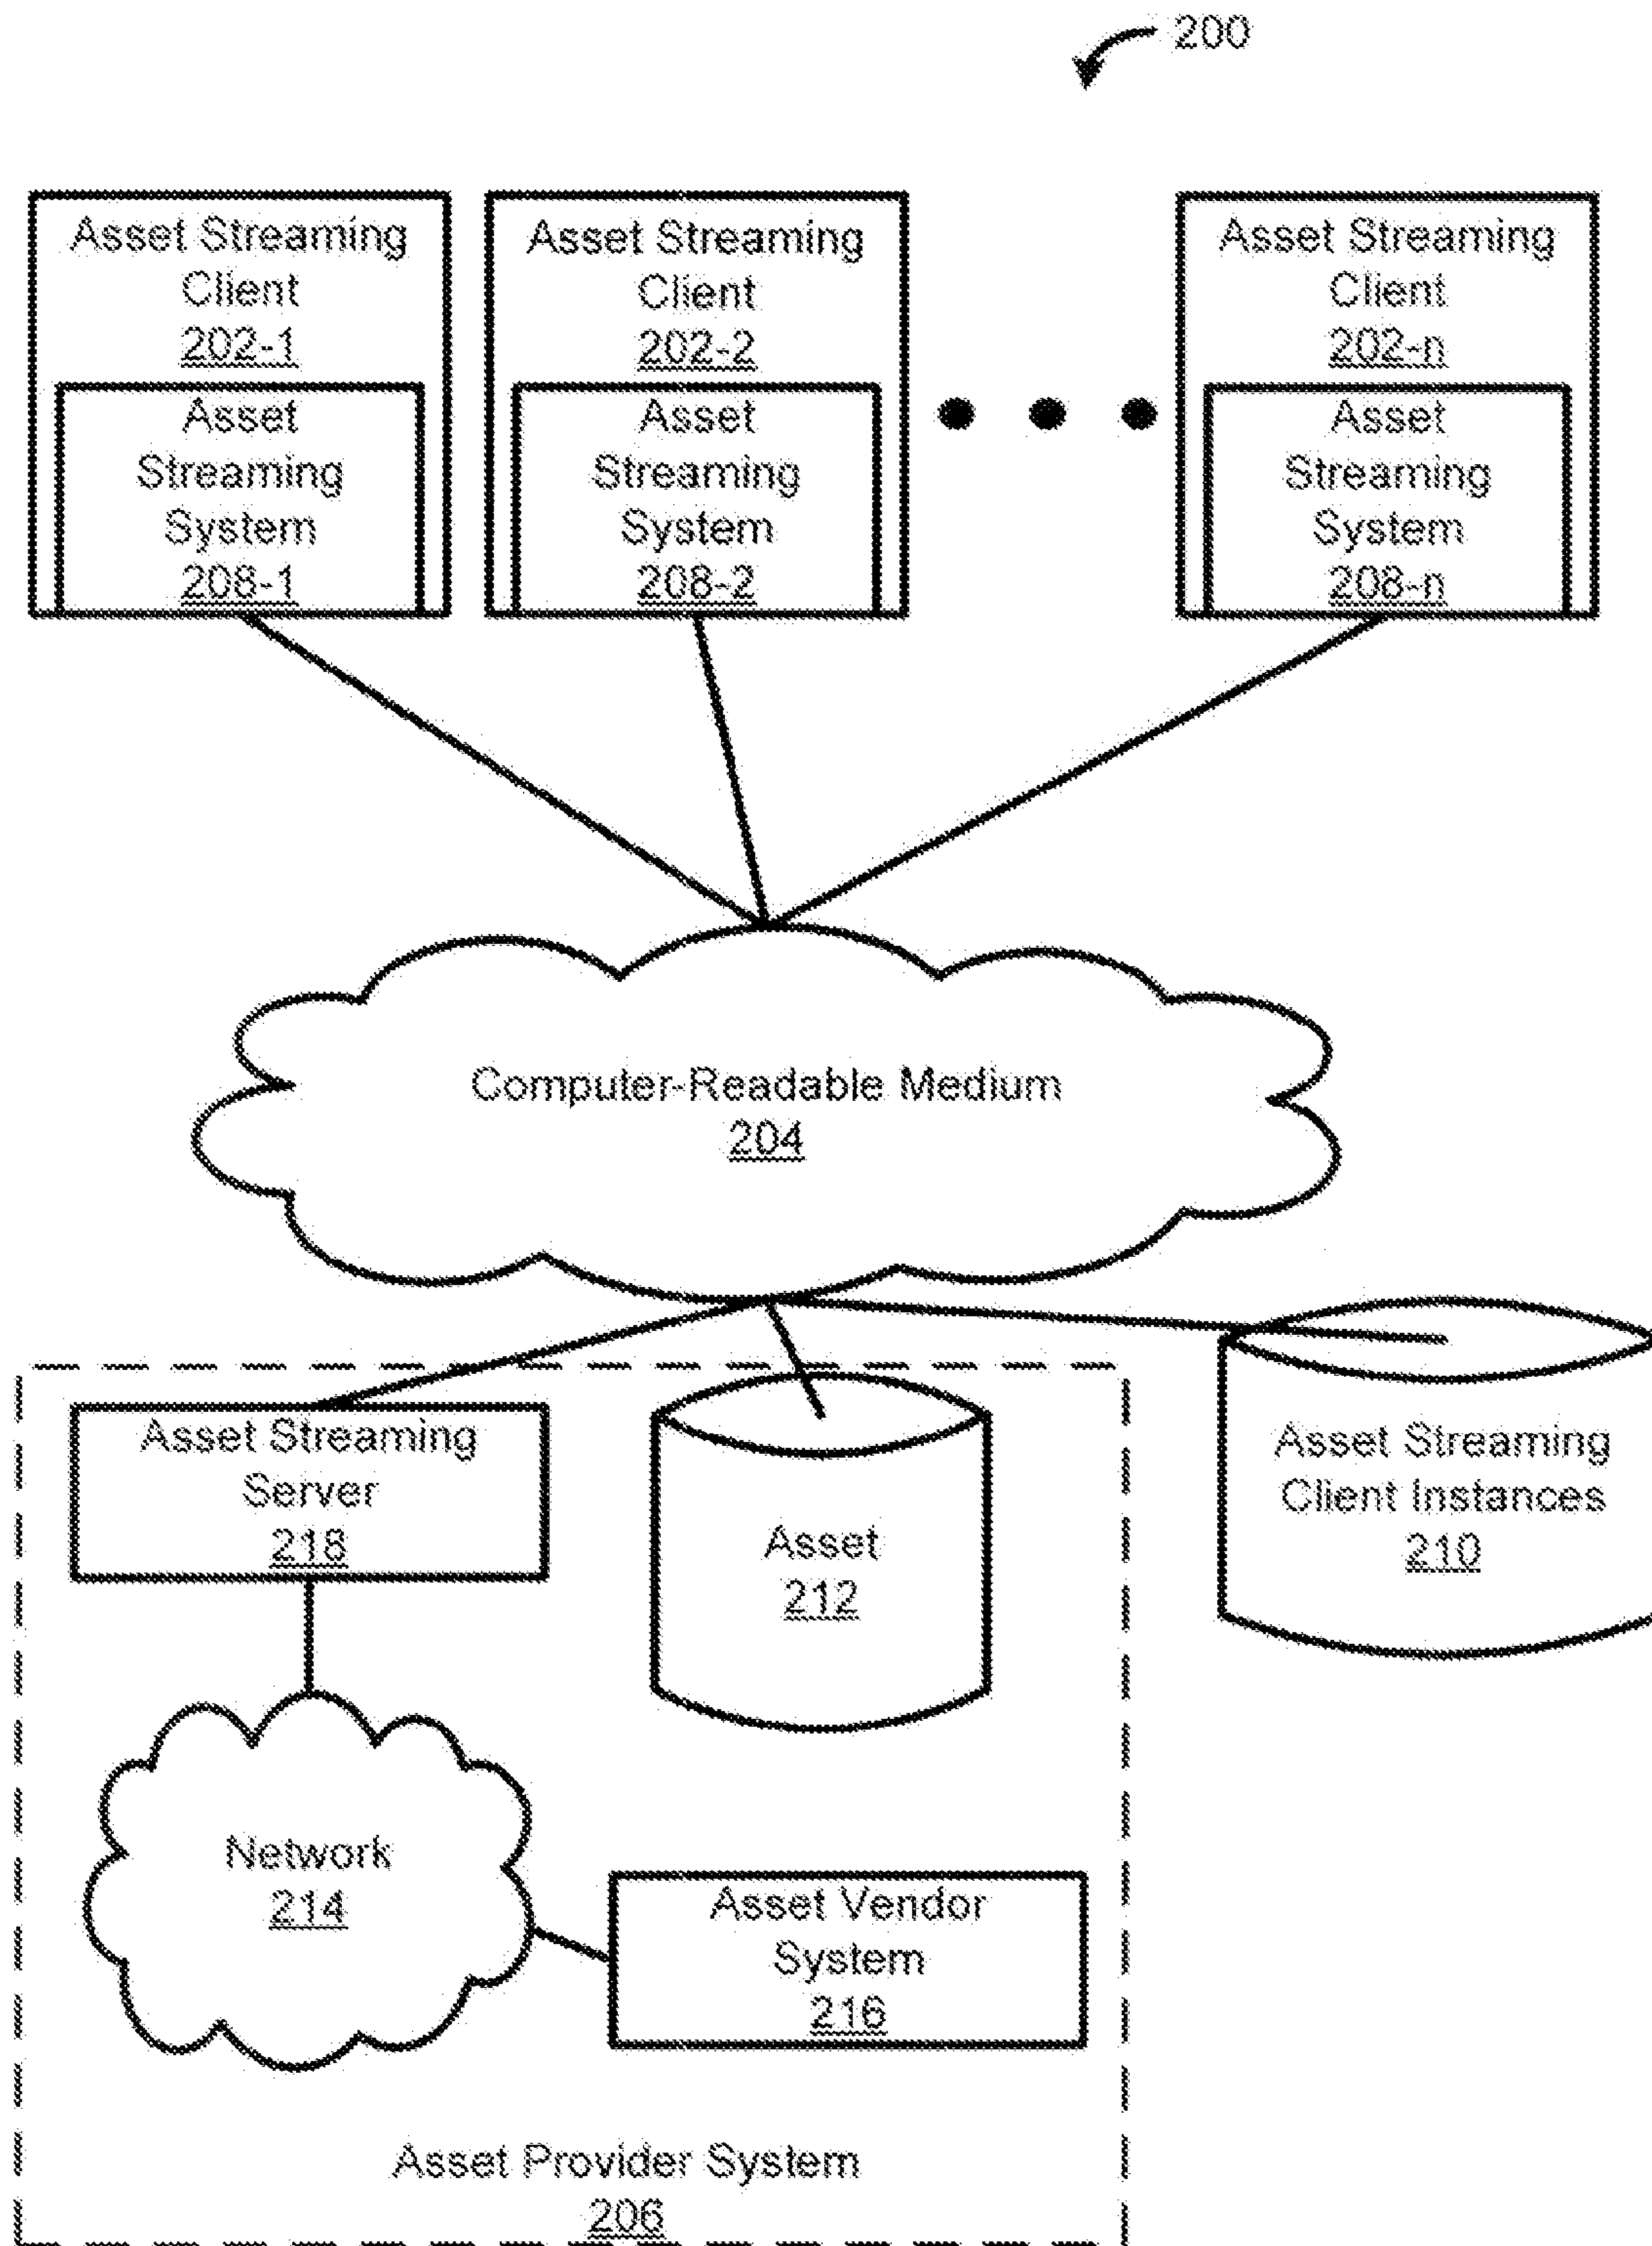 200
Asset Streaming
Client
202-1
Asset
Streaming
System
208-1
Asset Streaming
Client
202-2
Asset
Streaming
System
208-2
Asset Streaming
Client
202-n
Asset
Streaming
System
208-n
Computer-Readable Medium
204
Asset Streaming
Server
218
Asset
212
Asset Streaming
Client Instances
210
Network
214
Asset Vendor
System
216
Asset Provider System
206